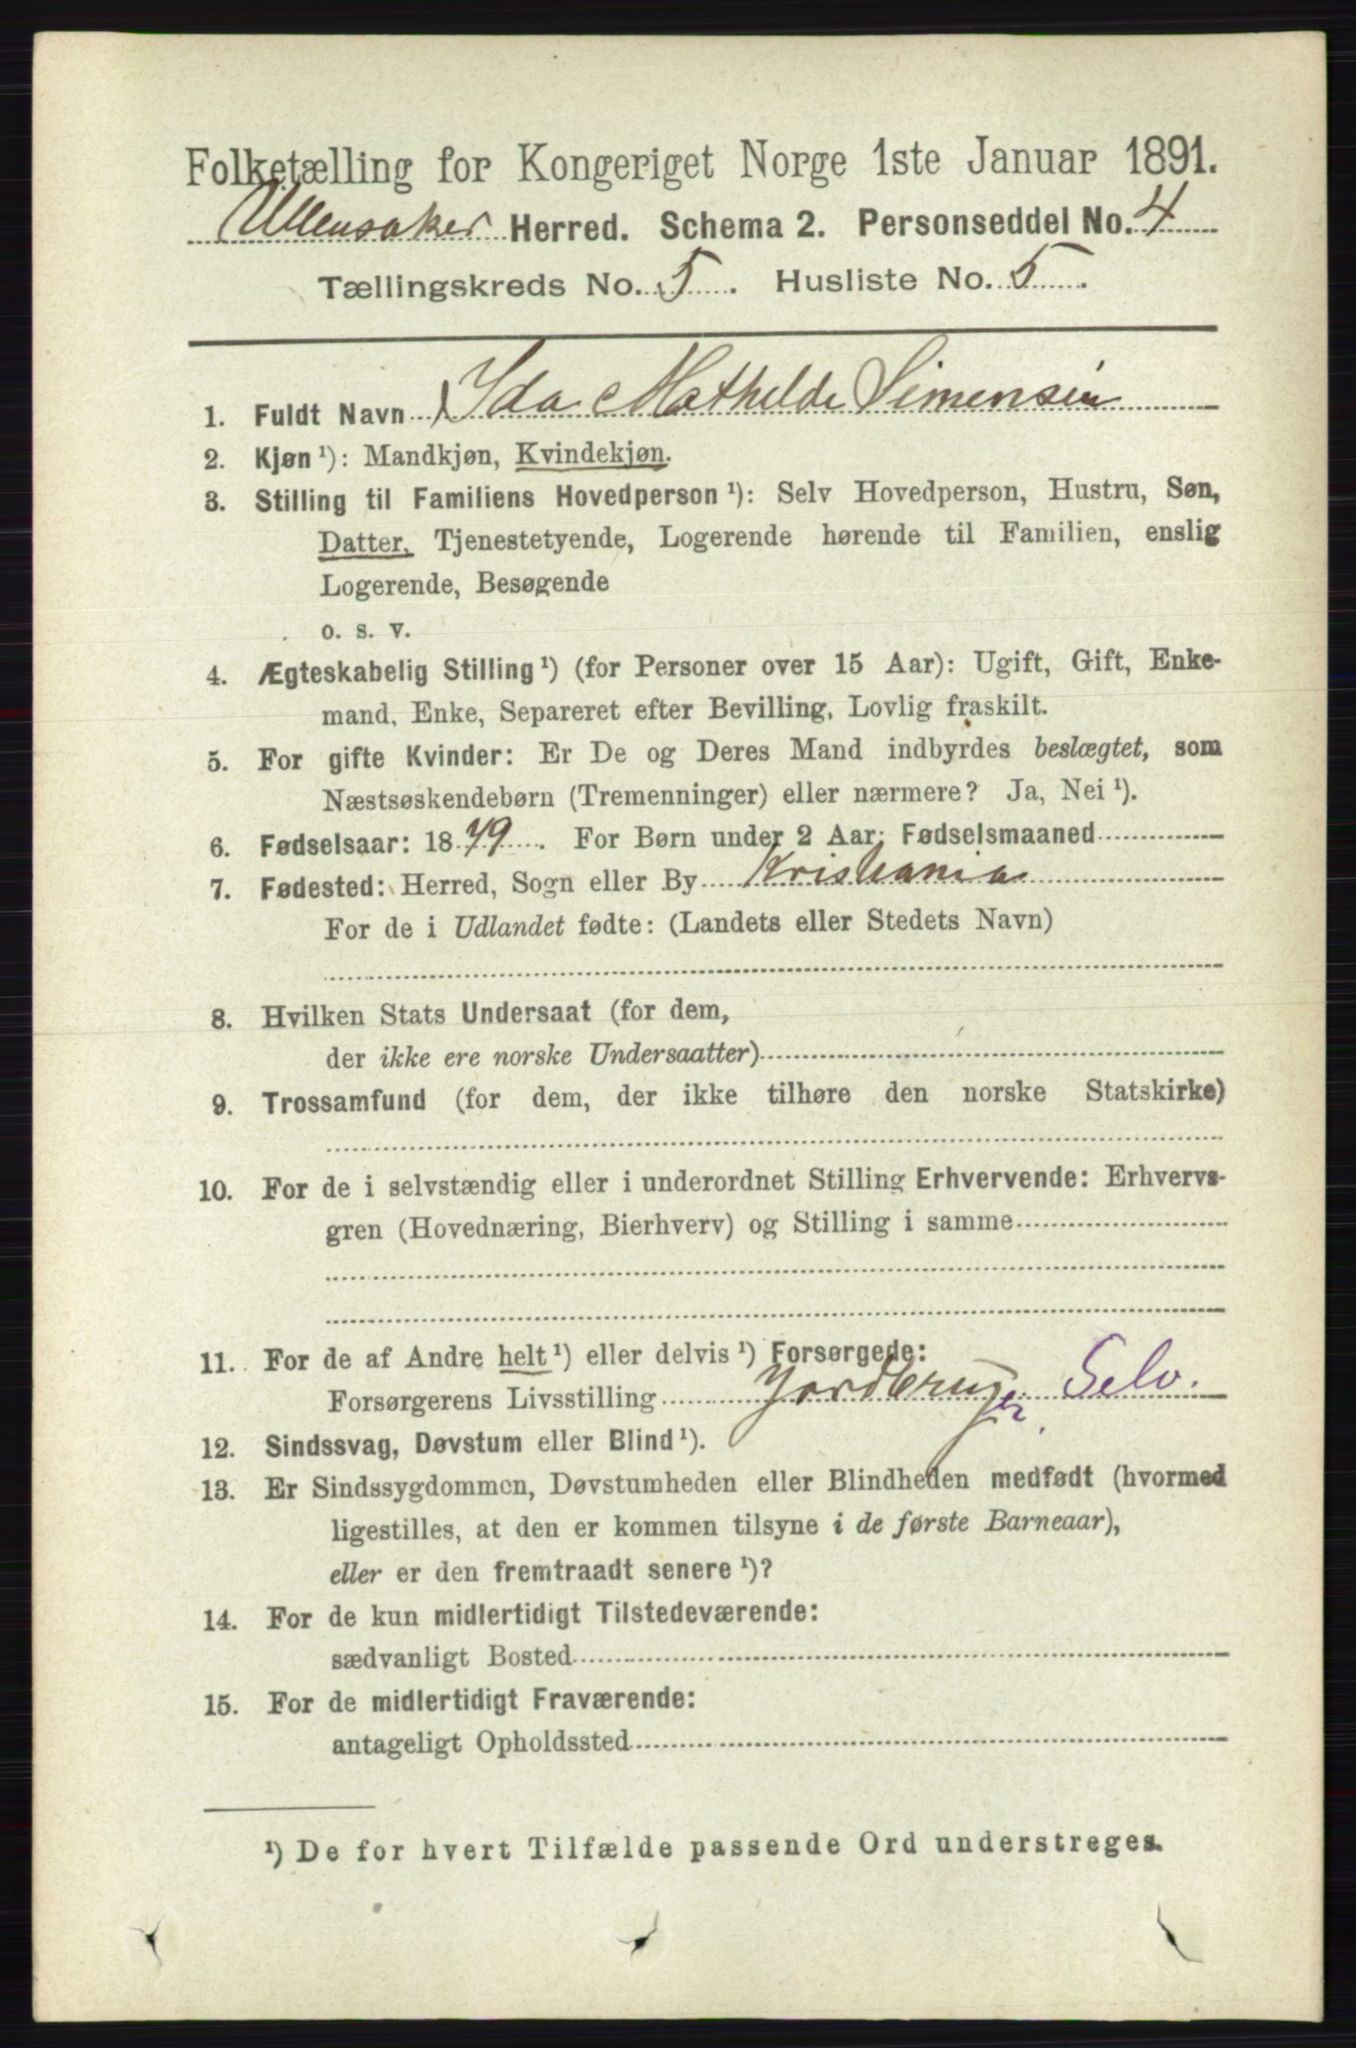 Folketælling for Kongeriget Norge 1ste Januar 1891.
Ullensaker Herred. Schema 2. Personseddel No. 4
Tællingskreds No. 5. Husliste No. 5.
1. Fuldt Navn Ida Mathilde Simensen
2. Kjøn ¹): Mandkjøn, Kvindekjøn.
3. Stilling til Familiens Hovedperson ¹): Selv Hovedperson, Hustru, Søn,
Datter, Tjenestetyende, Logerende hørende til Familien, enslig
Logerende, Besøgende
o. s. v.
4. Ægteskabelig Stilling ¹) (for Personer over 15 Aar): Ugift, Gift, Enke-
mand, Enke, Separeret efter Bevilling, Lovlig fraskilt.
5. For gifte Kvinder: Er De og Deres Mand indbyrdes beslægtet, som
Næstsøskendebørn (Tremenninger) eller nærmere? Ja, Nei ¹).
6. Fødselsaar: 1879. For Børn under 2 Aar: Fødselsmaaned
7. Fødested: Herred, Sogn eller By Kristiania
For de i Udlandet fødte: (Landets eller Stedets Navn)
8. Hvilken Stats Undersaat (for dem,
der ikke ere norske Undersaatter)
9. Trossamfund (for dem, der ikke tilhøre den norske Statskirke)
10. For de i selvstændig eller i underordnet Stilling Erhvervende: Erhvervs-
gren (Hovednæring, Bierhverv) og Stilling i samme
11. For de af Andre helt ¹) eller delvis ¹) Forsørgede:
Forsørgerens Livsstilling Jordbruger Selv.
12. Sindssvag, Døvstum eller Blind ¹).
13. Er Sindssygdommen, Døvstumheden eller Blindheden medfødt (hvormed
ligestilles, at den er kommen tilsyne i de første Barneaar),
eller er den fremtraadt senere ¹)?
14. For de kun midlertidigt Tilstedeværende:
sædvanligt Bosted
15. For de midlertidigt Fraværende:
antageligt Opholdssted
¹) De for hvert Tilfælde passende Ord understreges.